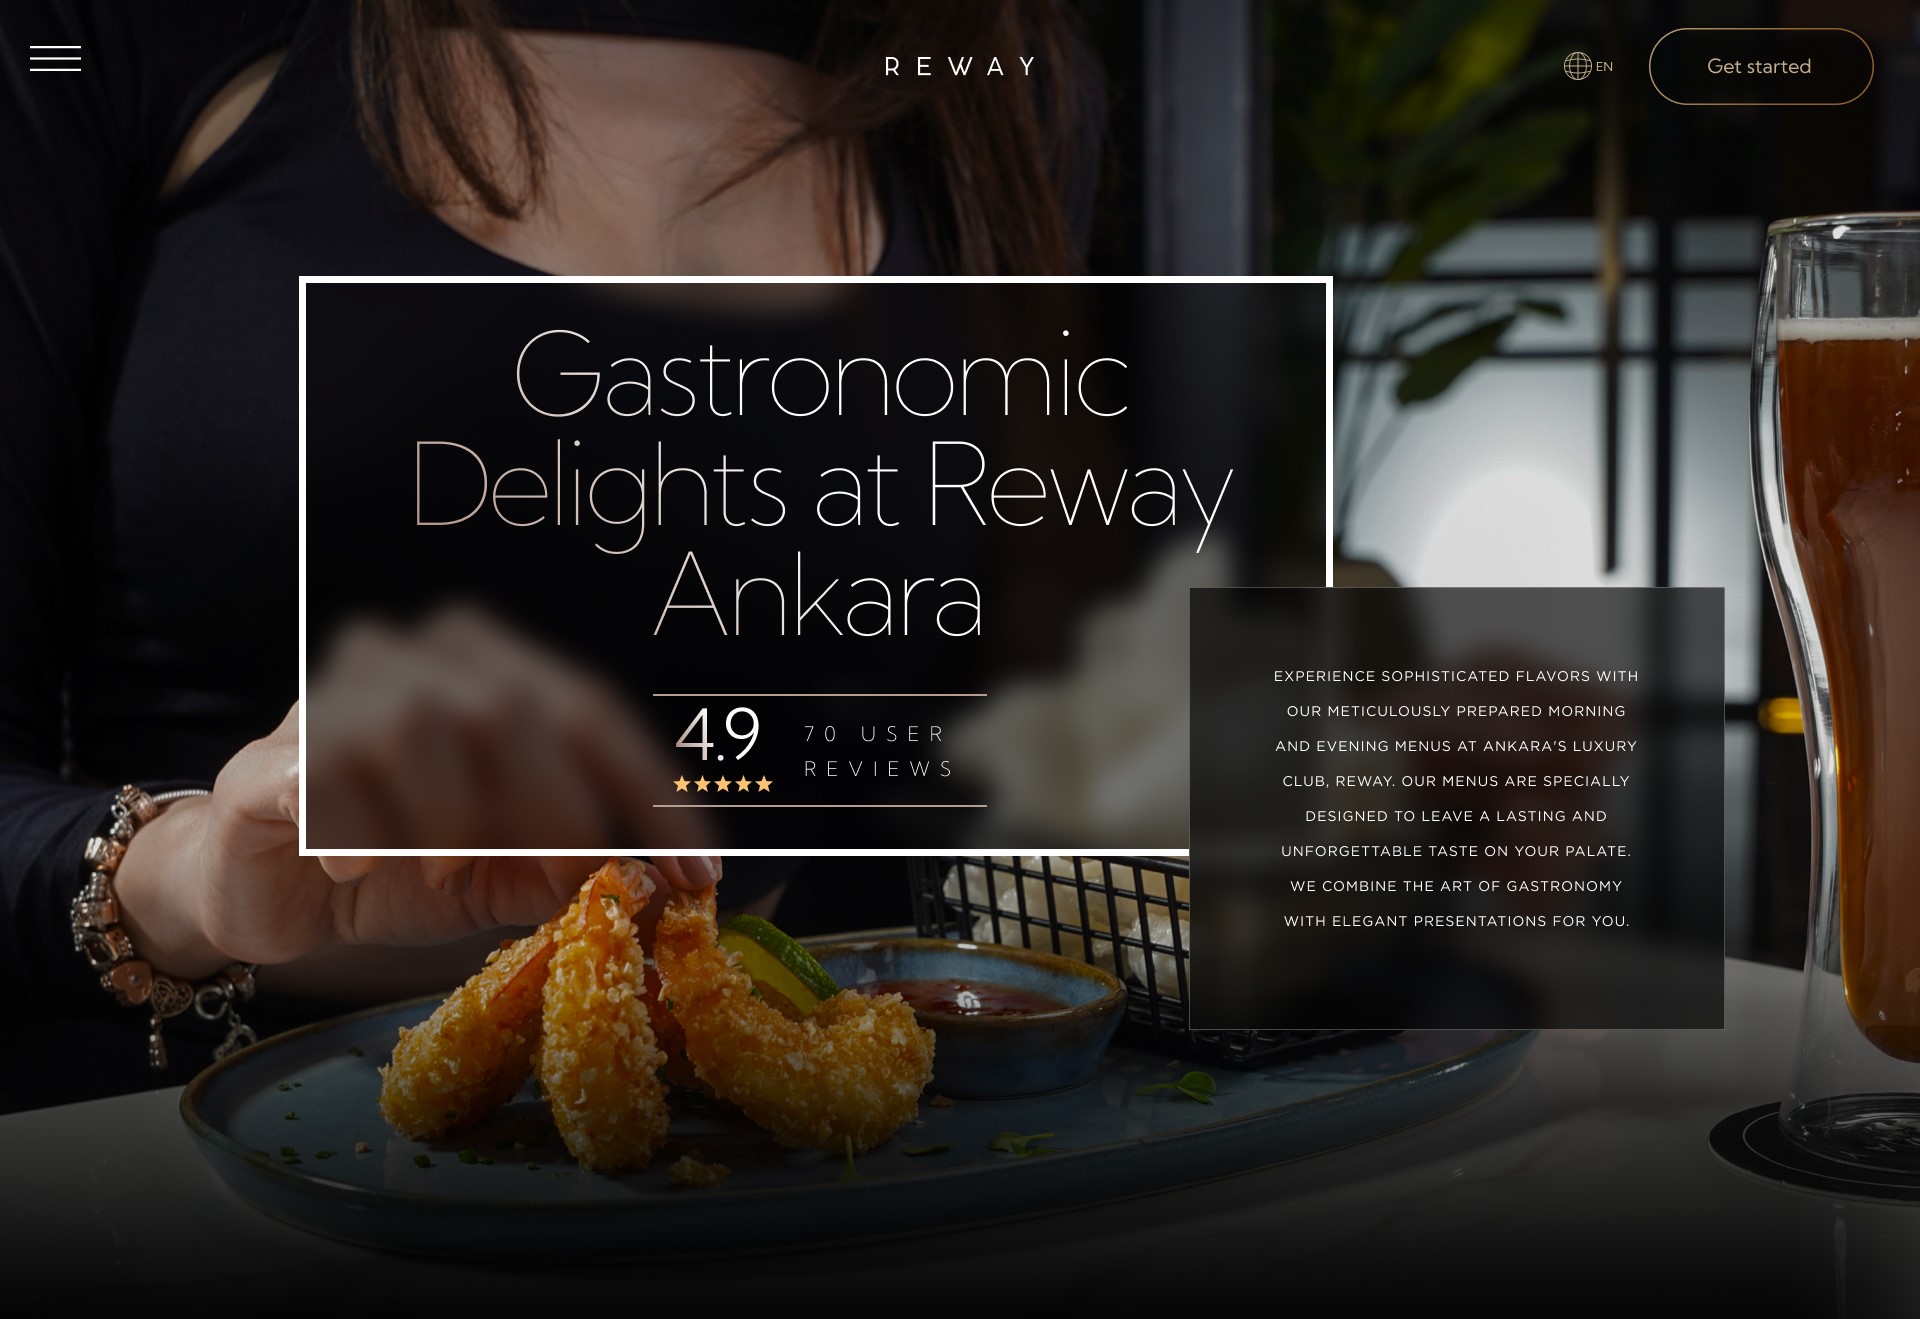 REWAY
EN
Get started
Gastronomic
Delights at Reway
Ankara
4.9
70 USER
REVIEWS
EXPERIENCE SOPHISTICATED FLAVORS WITH
OUR METICULOUSLY PREPARED MORNING
AND EVENING MENUS AT ANKARA'S LUXURY
CLUB, REWAY. OUR MENUS ARE SPECIALLY
DESIGNED TO LEAVE A LASTING AND
UNFORGETTABLE TASTE ON YOUR PALATE.
WE COMBINE THE ART OF GASTRONOMY
WITH ELEGANT PRESENTATIONS FOR YOU.